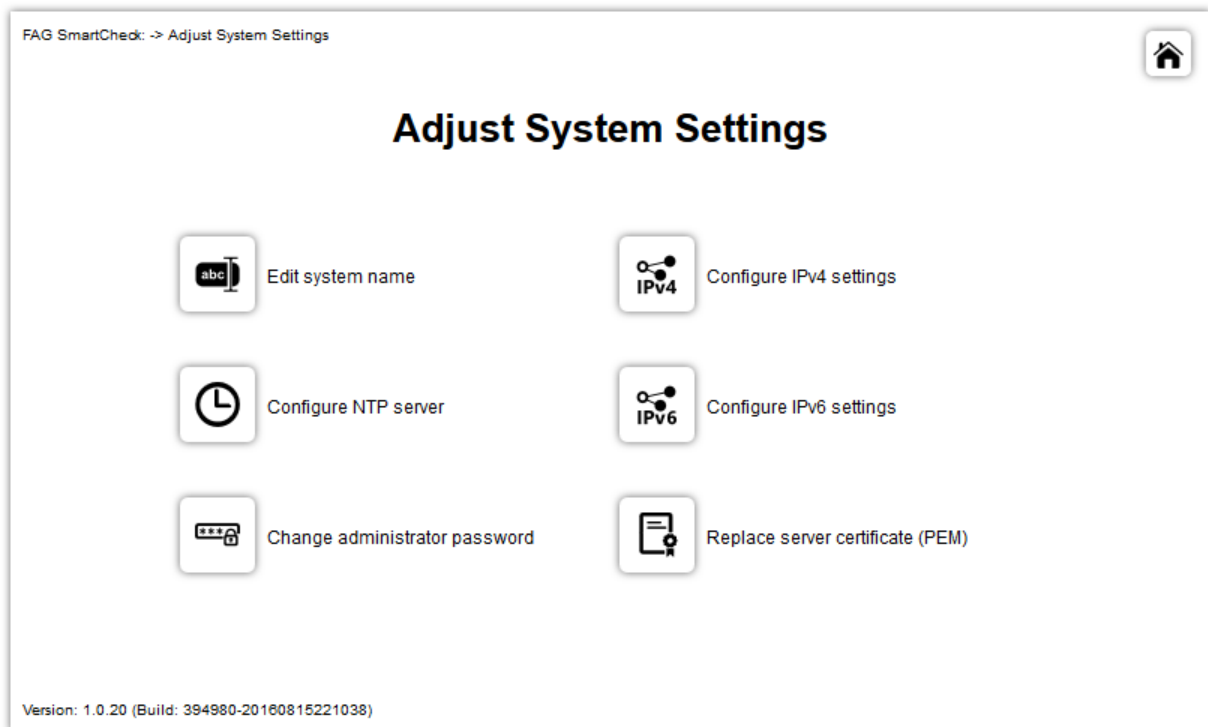 FAG SmartCheck: -> Adjust System Settings
Adjust System Settings
abc
Edit system name
IPv4
Configure IPv4 settings
Configure NTP server
IPv6
Configure IPv6 settings
***
Change administrator password
Replace server certificate (PEM)
Version: 1.0.20 (Build: 394980-20160815221038)